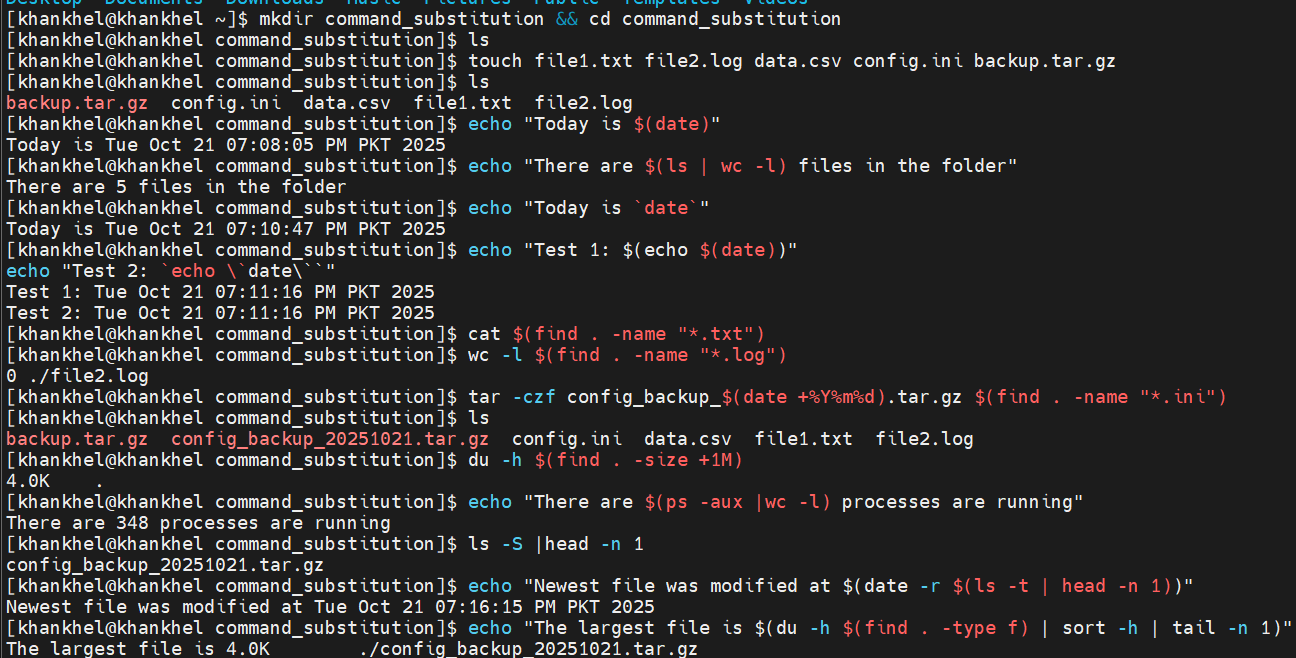 Desktop  Documents  Downloads  Music  Pictures  Public  Templates  Videos
[khankhel@khankhel ~]$ mkdir command_substitution && cd command_substitution
[khankhel@khankhel command_substitution]$ ls
[khankhel@khankhel command_substitution]$ touch file1.txt file2.log data.csv config.ini backup.tar.gz
[khankhel@khankhel command_substitution]$ ls
backup.tar.gz  config.ini  data.csv  file1.txt  file2.log
[khankhel@khankhel command_substitution]$ echo "Today is $(date)"
Today is Tue Oct 21 07:08:05 PM PKT 2025
[khankhel@khankhel command_substitution]$ echo "There are $(ls | wc -l) files in the folder"
There are 5 files in the folder
[khankhel@khankhel command_substitution]$ echo "Today is `date`"
Today is Tue Oct 21 07:10:47 PM PKT 2025
[khankhel@khankhel command_substitution]$ echo "Test 1: $(echo $(date))"
echo "Test 2: `echo \`date\``"
Test 1: Tue Oct 21 07:11:16 PM PKT 2025
Test 2: Tue Oct 21 07:11:16 PM PKT 2025
[khankhel@khankhel command_substitution]$ cat $(find . -name "*.txt")
[khankhel@khankhel command_substitution]$ wc -l $(find . -name "*.log")
0 ./file2.log
[khankhel@khankhel command_substitution]$ tar -czf config_backup_$(date +%Y%m%d).tar.gz $(find . -name "*.ini")
[khankhel@khankhel command_substitution]$ ls
backup.tar.gz  config_backup_20251021.tar.gz  config.ini  data.csv  file1.txt  file2.log
[khankhel@khankhel command_substitution]$ du -h $(find . -size +1M)
4.0K    .
[khankhel@khankhel command_substitution]$ echo "There are $(ps -aux |wc -l) processes are running"
There are 348 processes are running
[khankhel@khankhel command_substitution]$ ls -S |head -n 1
config_backup_20251021.tar.gz
[khankhel@khankhel command_substitution]$ echo "Newest file was modified at $(date -r $(ls -t | head -n 1))"
Newest file was modified at Tue Oct 21 07:16:15 PM PKT 2025
[khankhel@khankhel command_substitution]$ echo "The largest file is $(du -h $(find . -type f) | sort -h | tail -n 1)"
The largest file is 4.0K        ./config_backup_20251021.tar.gz